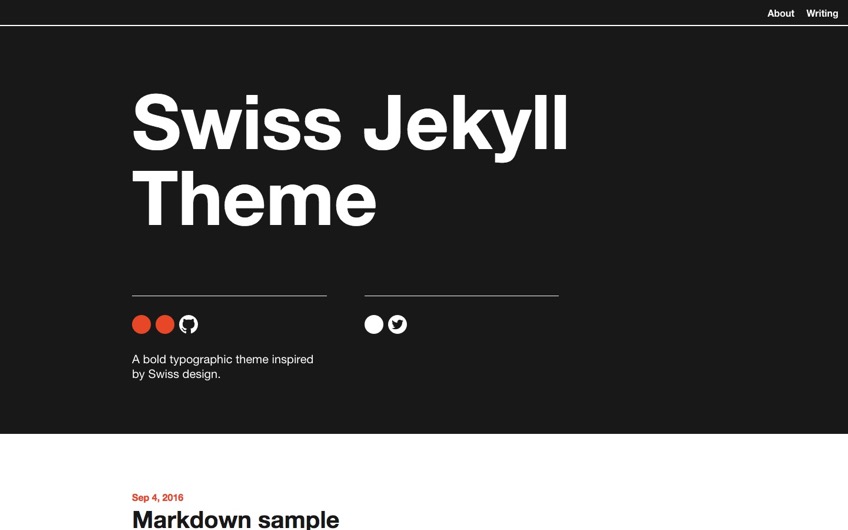 About Writing
Swiss Jekyll
Theme
A bold typographic theme inspired
by Swiss design.
Sep 4, 2016
Markdown sample